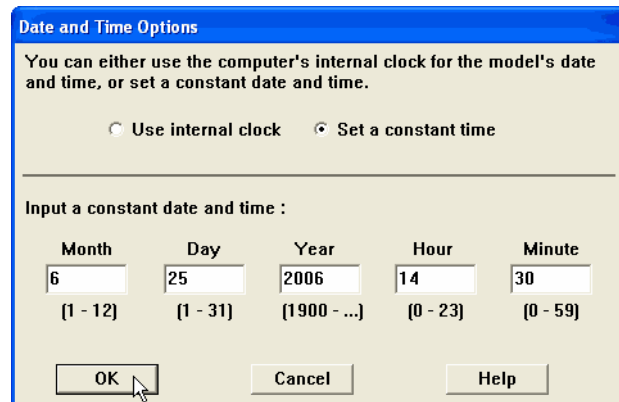 Date and Time Options
You can either use the computer's internal clock for the model's date
and time, or set a constant date and time.
Use internal clock Set a constant time
Input a constant date and time :
Month Day Year Hour Minute
6 25 2006 14 30
(1 - 12) (1 - 31) (1900 - ...) (0 - 23) (0 - 59)
OK Cancel Help